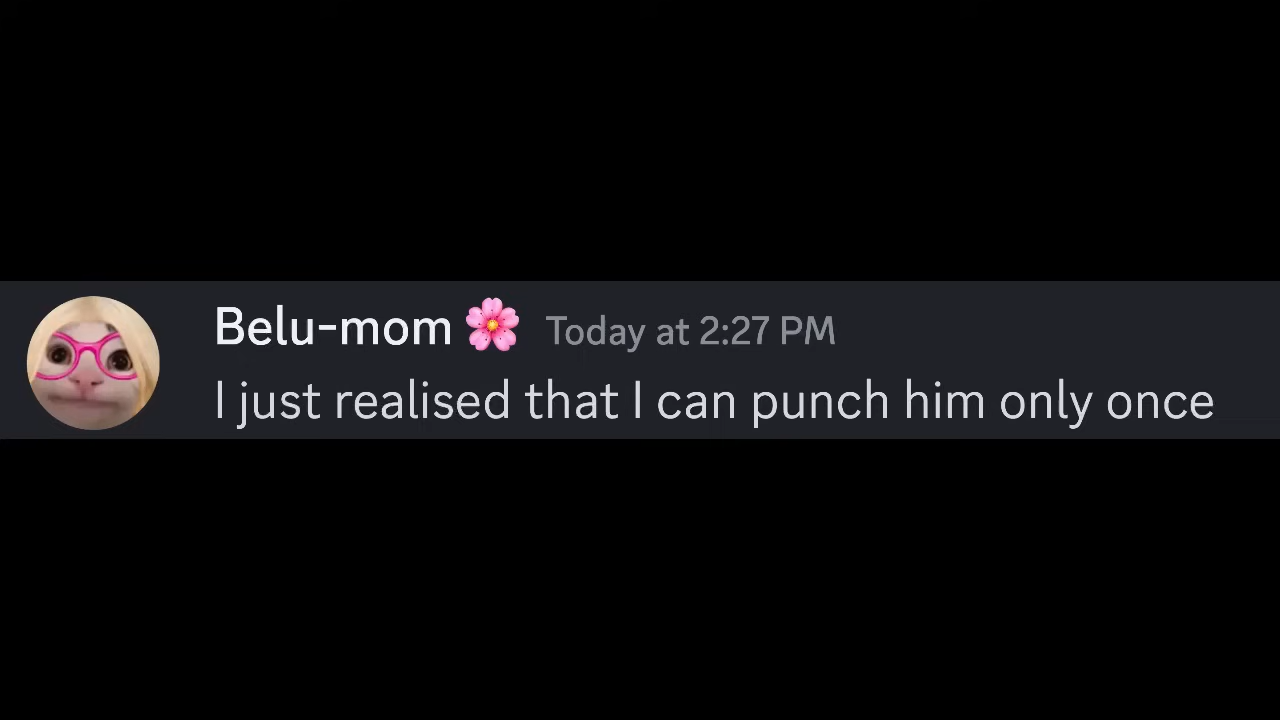 Belu-mom🌸 Today at 2:27 PM
I just realised that I can punch him only once